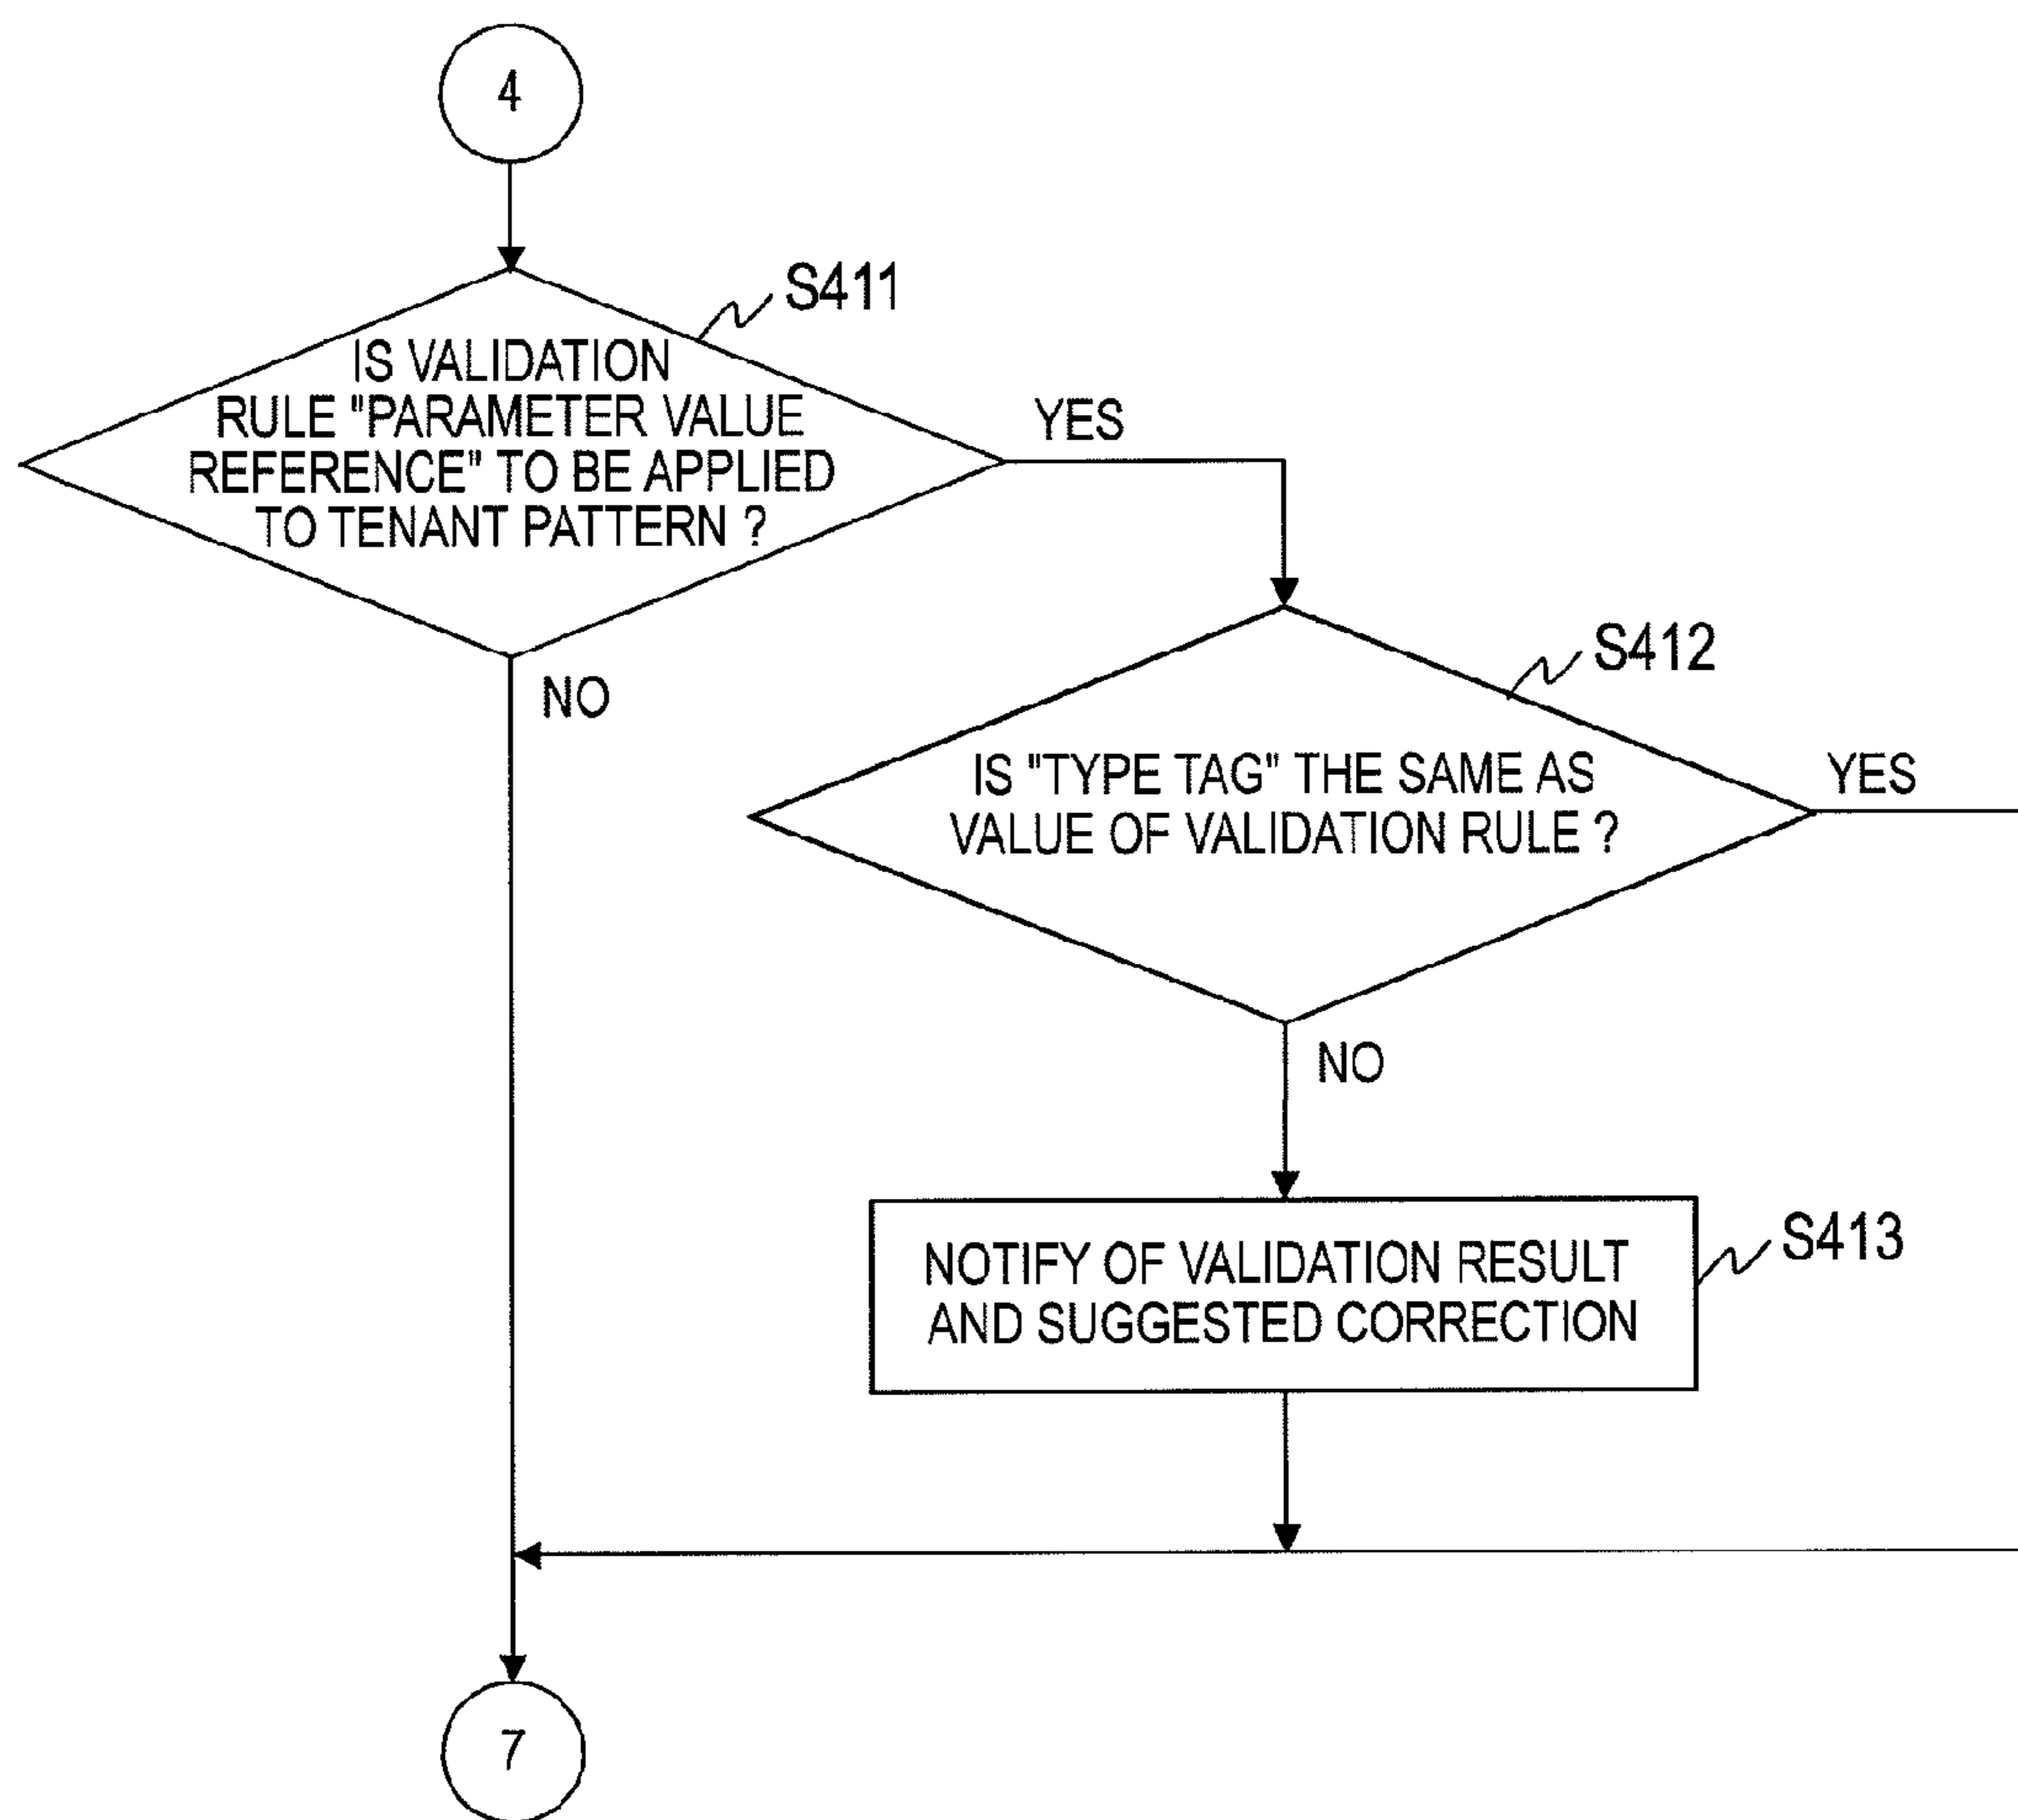 4
S411
IS VALIDATION
RULE "PARAMETER VALUE
REFERENCE" TO BE APPLIED
TO TENANT PATTERN ?
YES
NO
S412
IS "TYPE TAG" THE SAME AS
VALUE OF VALIDATION RULE ?
YES
NO
S413
NOTIFY OF VALIDATION RESULT
AND SUGGESTED CORRECTION
7